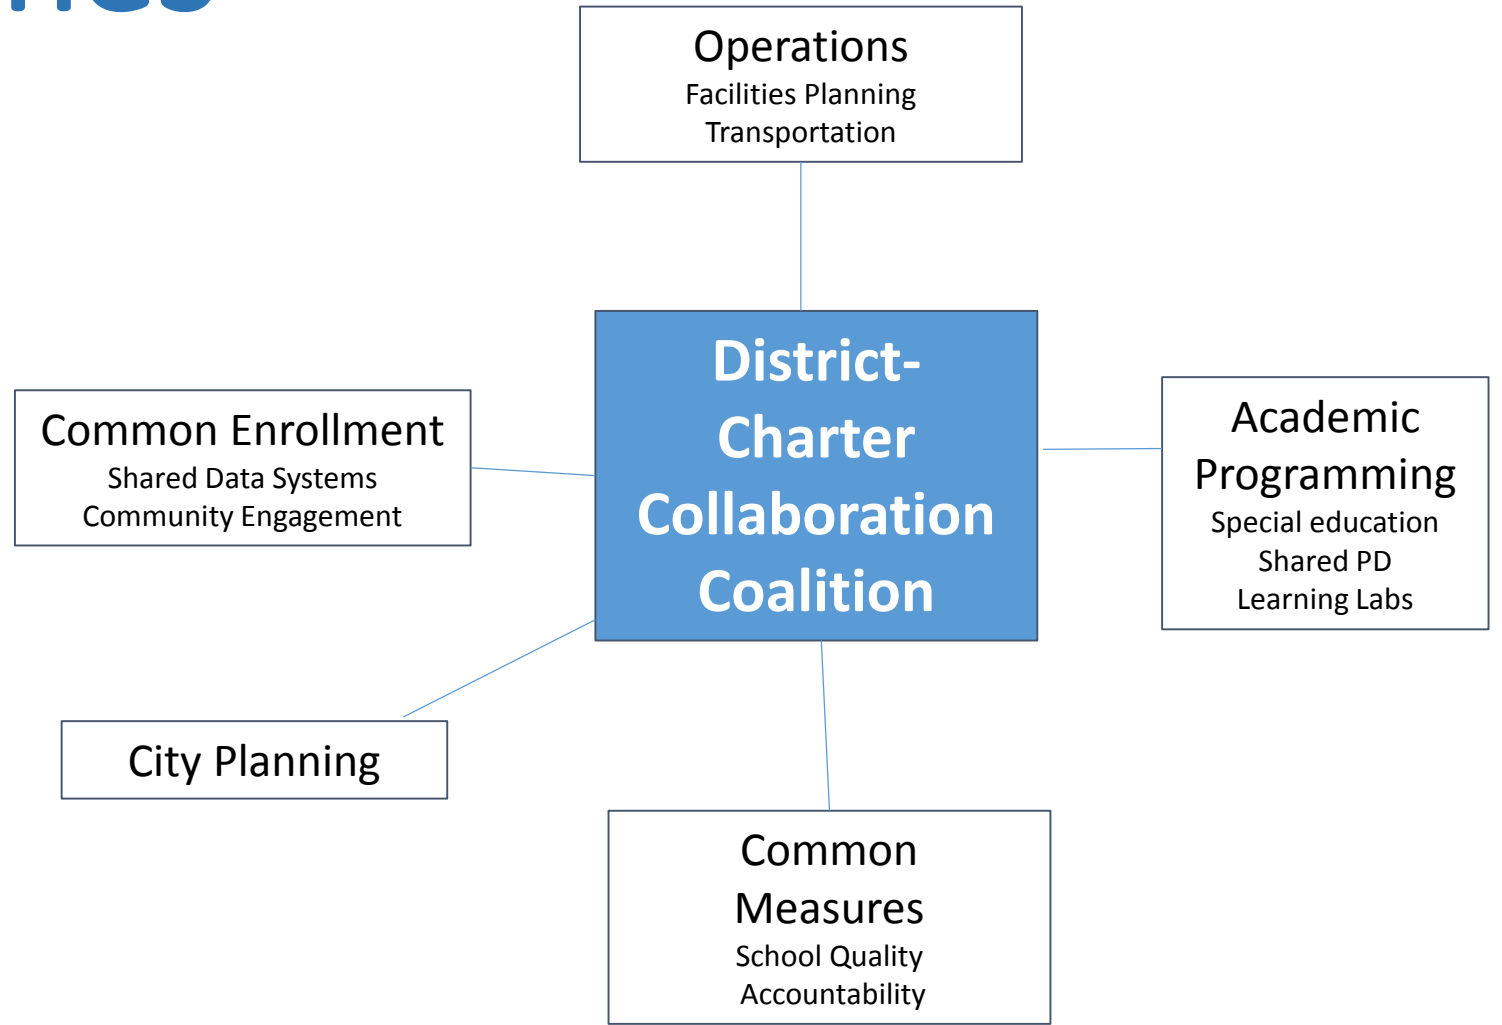 Operations
Facilities Planning
Transportation
District-
Charter
Collaboration
Coalition
Common Enrollment
Shared Data Systems
Community Engagement
Academic
Programming
Special education
Shared PD
Learning Labs
City Planning
Common
Measures
School Quality
Accountability